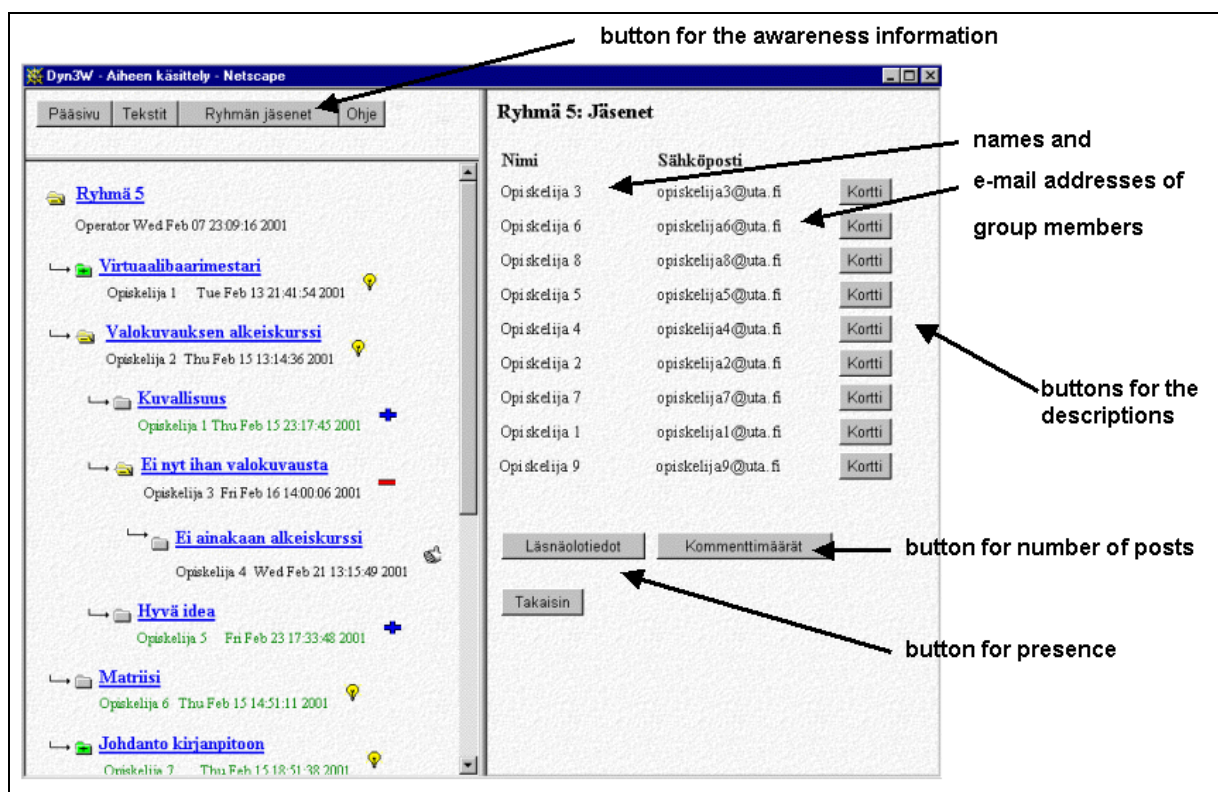 button for the awareness information
Dyn3W - Aiheen käsittely - Netscape
Pääsivu Tekstit Ryhmän jäsenet Ohje
Ryhmä 5
Operator Wed Feb 07 23:09:16 2001
Virtuaalibaarimestari
Opiskelija 1 Tue Feb 13 21:41:54 2001
Valokuvauksen alkeiskurssi
Opiskelija 2 Thu Feb 15 13:14:36 2001
Kuvallisuus
Opiskelija 1 Thu Feb 15 23:17:45 2001
Ei nyt ihan valokuvausta
Opiskelija 3 Fri Feb 16 14:00:06 2001
Ei ainakaan alkeiskurssi
Opiskelija 4 Wed Feb 21 13:15:49 2001
Hyvä idea
Opiskelija 5 Fri Feb 23 17:33:48 2001
Matriisi
Opiskelija 6 Thu Feb 15 14:51:11 2001
Johdanto kirjanpitoon
Opiskelija 7 Thu Feb 15 18:51:38 2001
Ryhmä 5: Jäsenet
Nimi Sähköposti
Opiskelija 3 opiskelija3@uta.fi Kortti
Opiskelija 6 opiskelija6@uta.fi Kortti
Opiskelija 8 opiskelija8@uta.fi Kortti
Opiskelija 5 opiskelija5@uta.fi Kortti
Opiskelija 4 opiskelija4@uta.fi Kortti
Opiskelija 2 opiskelija2@uta.fi Kortti
Opiskelija 7 opiskelija7@uta.fi Kortti
Opiskelija 1 opiskelija1@uta.fi Kortti
Opiskelija 9 opiskelija9@uta.fi Kortti
Läsnäolotiedot Kommenttimäärät
Takaisin
names and
e-mail addresses of
group members
buttons for the
descriptions
button for number of posts
button for presence